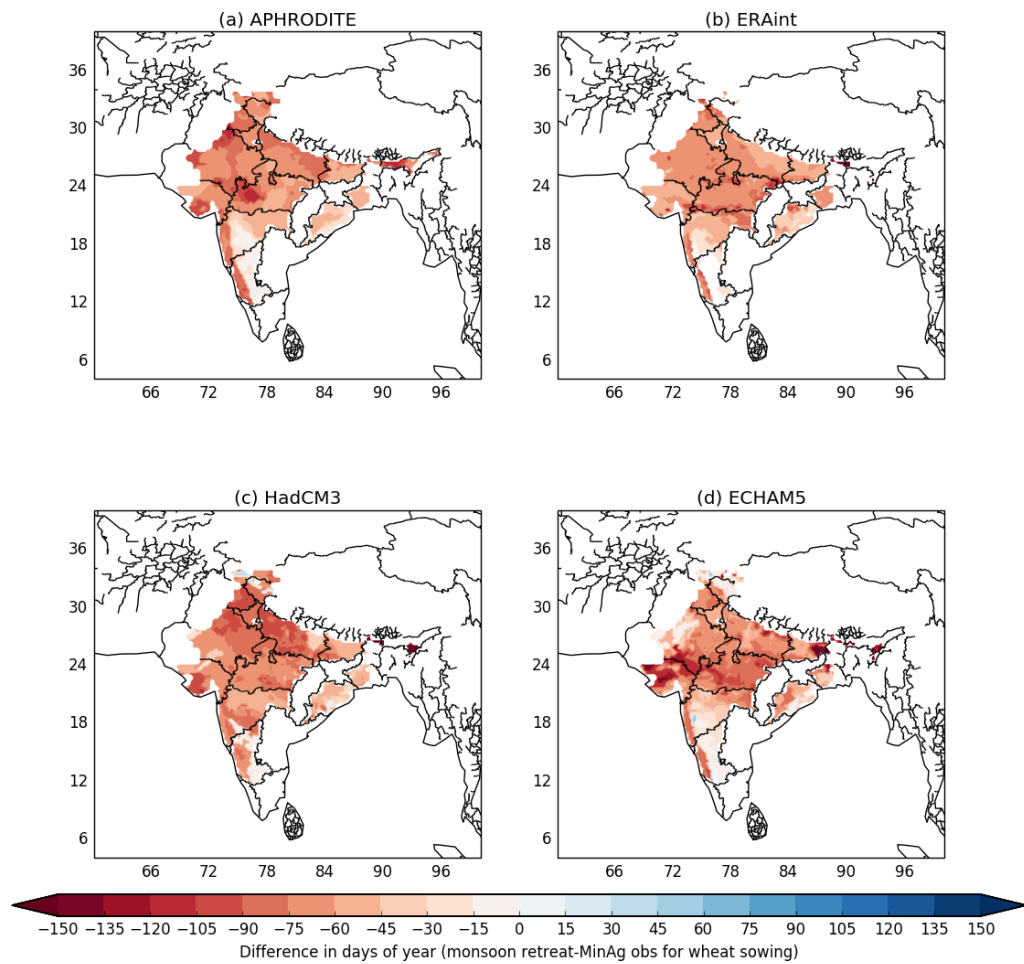 (a) APHRODITE
(b) ERAint
36
30
24
18
12
6
66 72 78 84 90 96
36
30
24
18
12
6
66 72 78 84 90 96
(c) HadCM3
(d) ECHAM5
36
30
24
18
12
6
66 72 78 84 90 96
36
30
24
18
12
6
66 72 78 84 90 96
−150 −135 −120 −105 −90 −75 −60 −45 −30 −15 0 15 30 45 60 75 90 105 120 135 150
Difference in days of year (monsoon retreat-MinAg obs for wheat sowing)